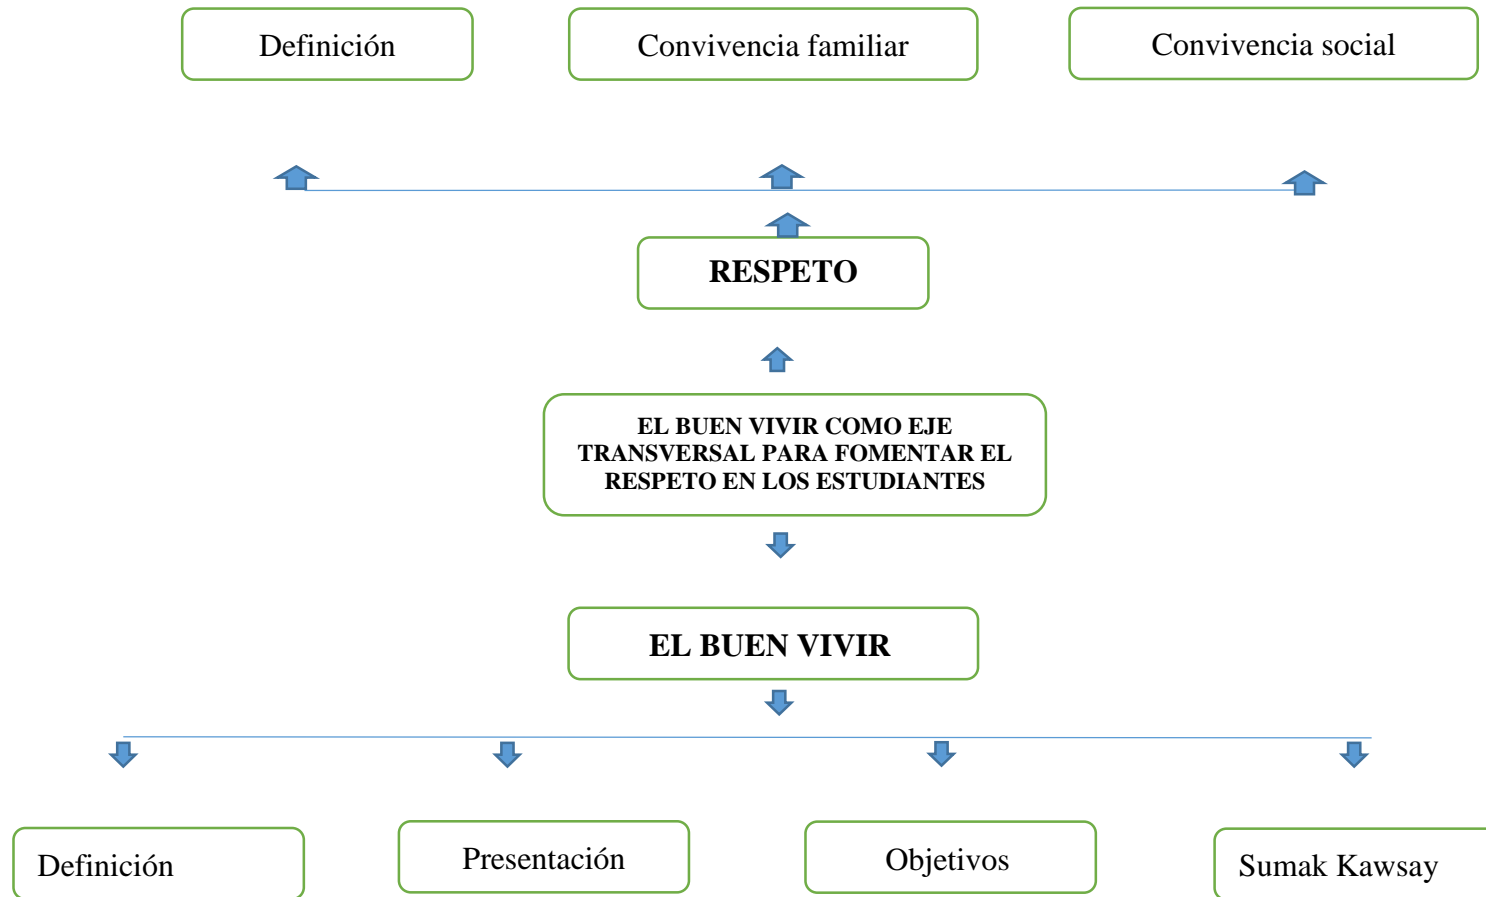 Definición
Convivencia familiar
Convivencia social
RESPETO
EL BUEN VIVIR COMO EJE
TRANSVERSAL PARA FOMENTAR EL
RESPETO EN LOS ESTUDIANTES
EL BUEN VIVIR
Definición
Presentación
Objetivos
Sumak Kawsay